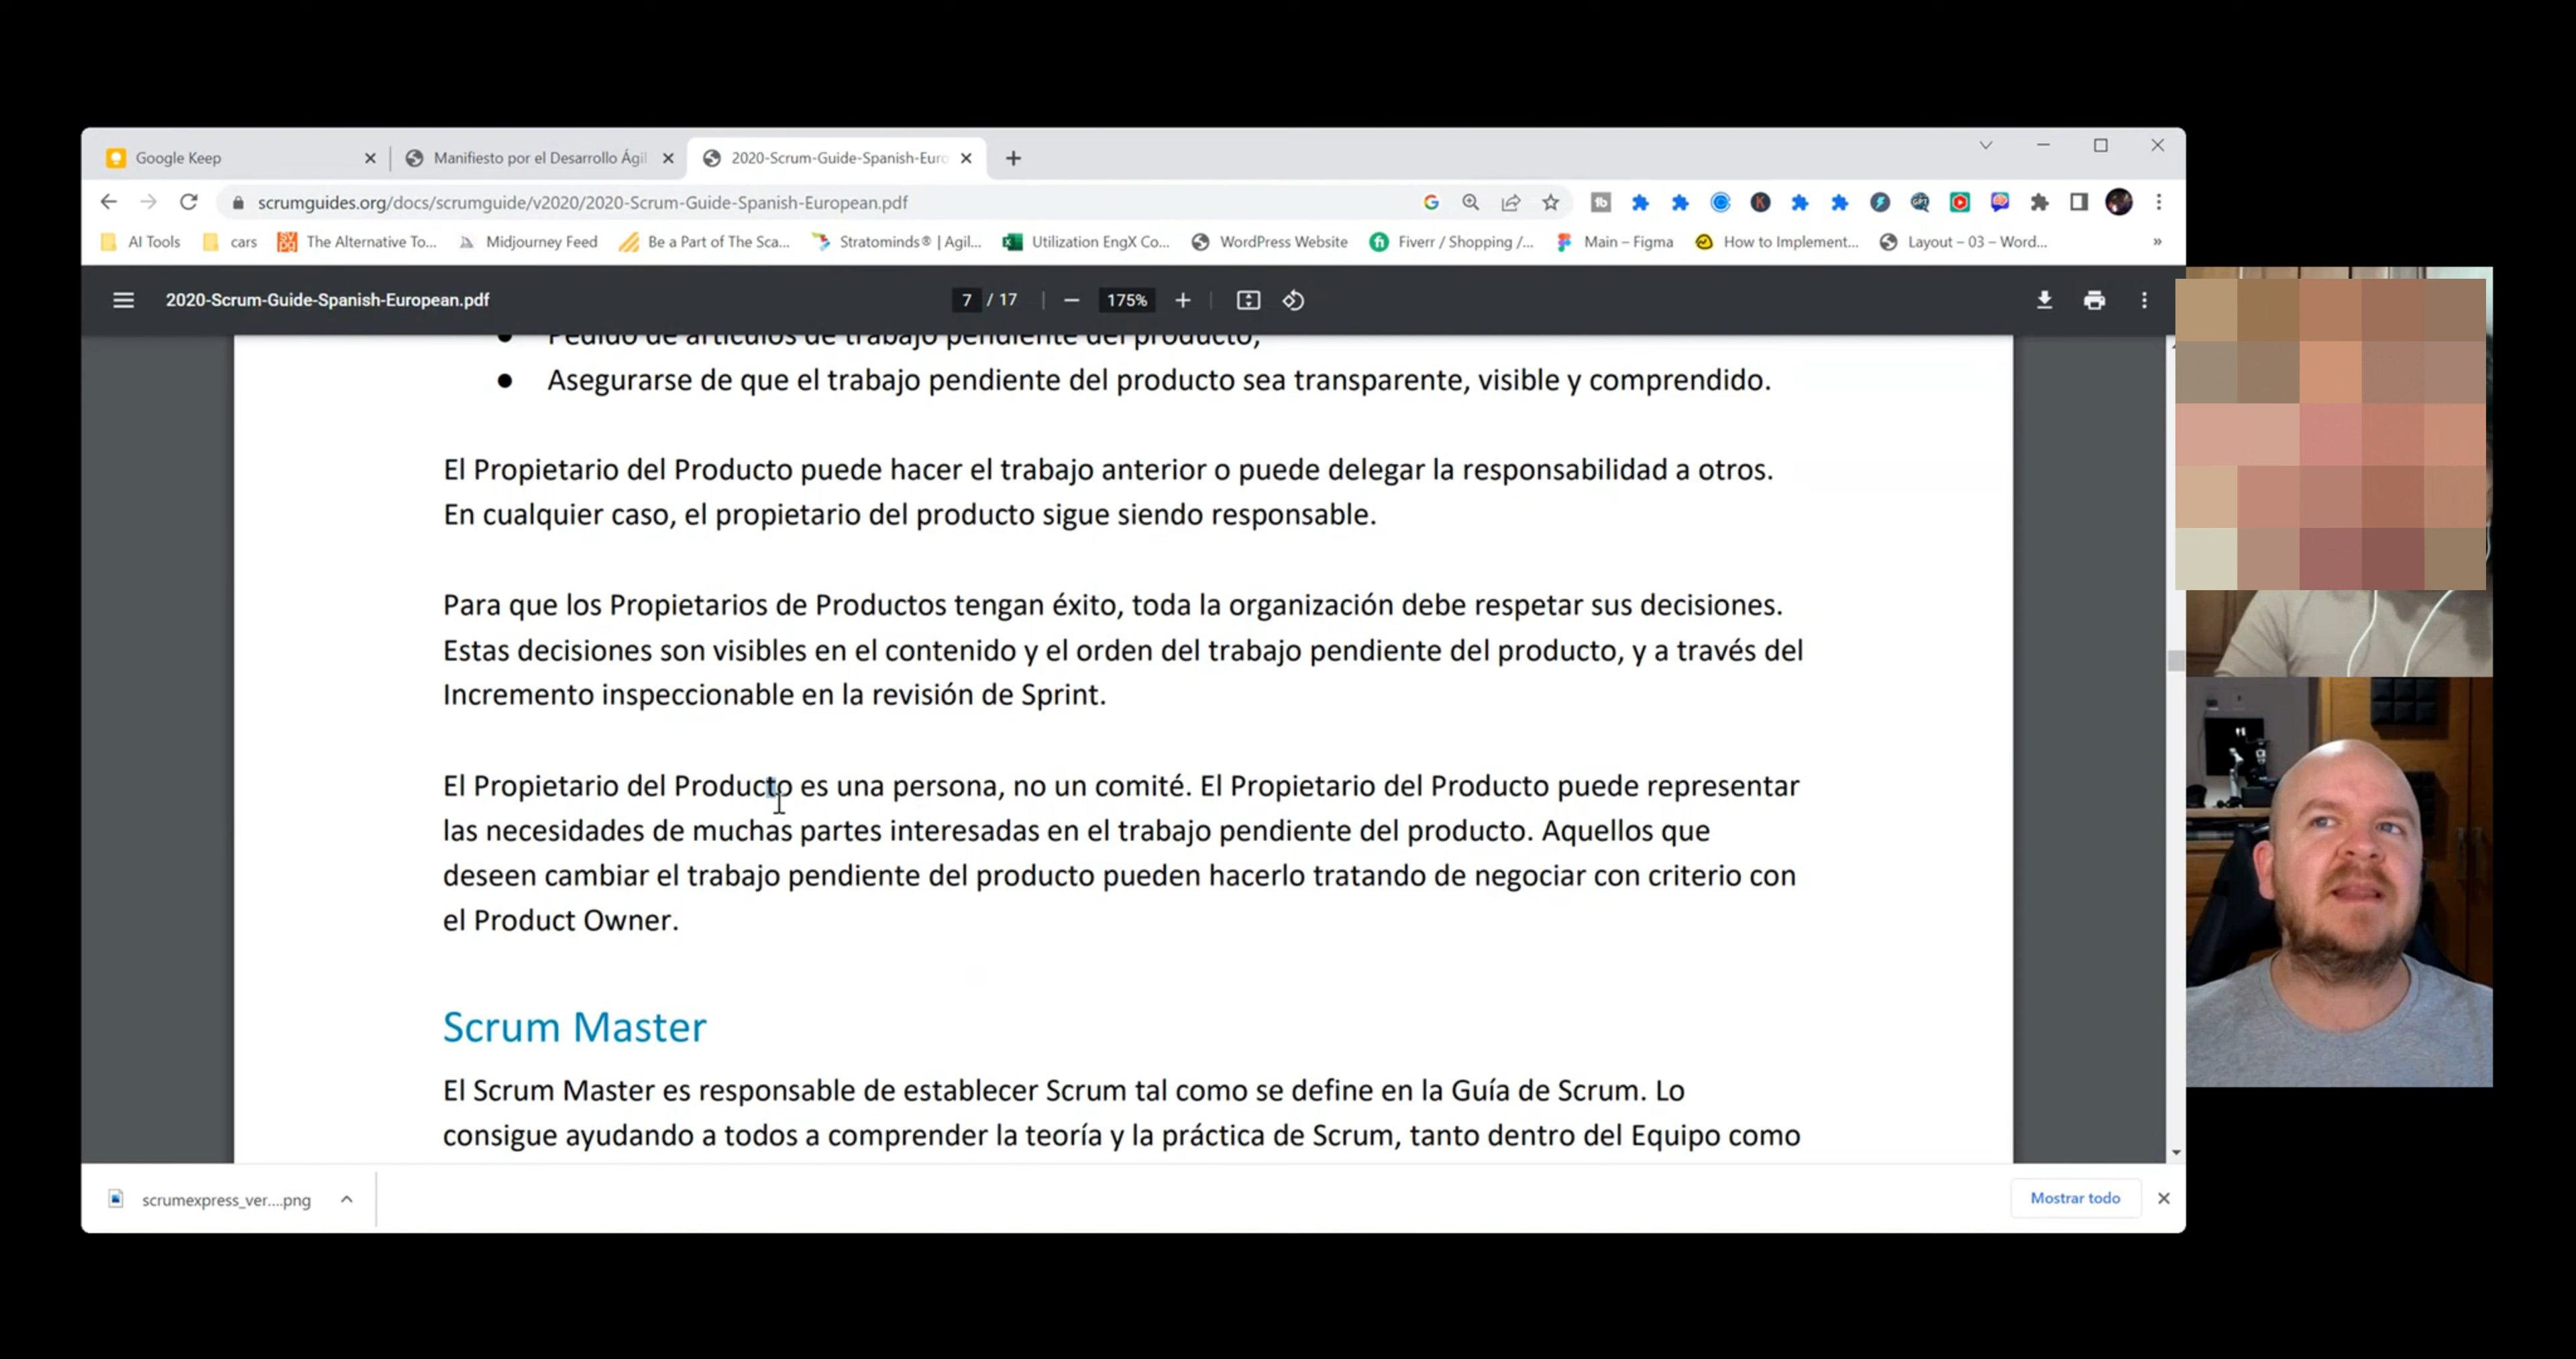 Google Keep
Manifiesto por el Desarrollo Ágil
2020-Scrum-Guide-Spanish-Euro
scrumguides.org/docs/scrumguide/v2020/2020-Scrum-Guide-Spanish-European.pdf
AI Tools
cars
The Alternative To...
Midjourney Feed
Be a Part of The Sca...
Stratominds® | Agil...
Utilization EngX Co...
WordPress Website
Fiverr / Shopping /...
Main – Figma
How to Implement...
Layout – 03 – Word...
»
2020-Scrum-Guide-Spanish-European.pdf
7 / 17
175%
Pedido de artículos de trabajo pendiente del producto,
● Asegurarse de que el trabajo pendiente del producto sea transparente, visible y comprendido.
El Propietario del Producto puede hacer el trabajo anterior o puede delegar la responsabilidad a otros.
En cualquier caso, el propietario del producto sigue siendo responsable.
Para que los Propietarios de Productos tengan éxito, toda la organización debe respetar sus decisiones.
Estas decisiones son visibles en el contenido y el orden del trabajo pendiente del producto, y a través del
Incremento inspeccionable en la revisión de Sprint.
El Propietario del Producto es una persona, no un comité. El Propietario del Producto puede representar
las necesidades de muchas partes interesadas en el trabajo pendiente del producto. Aquellos que
deseen cambiar el trabajo pendiente del producto pueden hacerlo tratando de negociar con criterio con
el Product Owner.
Scrum Master
El Scrum Master es responsable de establecer Scrum tal como se define en la Guía de Scrum. Lo
consigue ayudando a todos a comprender la teoría y la práctica de Scrum, tanto dentro del Equipo como
scrumexpress_ver....png
Mostrar todo